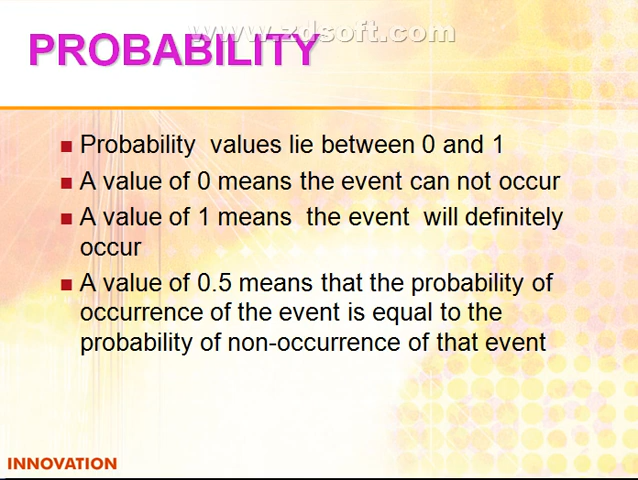 www.zdsoft.com
PROBABILITY
Probability values lie between 0 and 1
A value of 0 means the event can not occur
A value of 1 means the event will definitely
occur
A value of 0.5 means that the probability of
occurrence of the event is equal to the
probability of non-occurrence of that event
INNOVATION